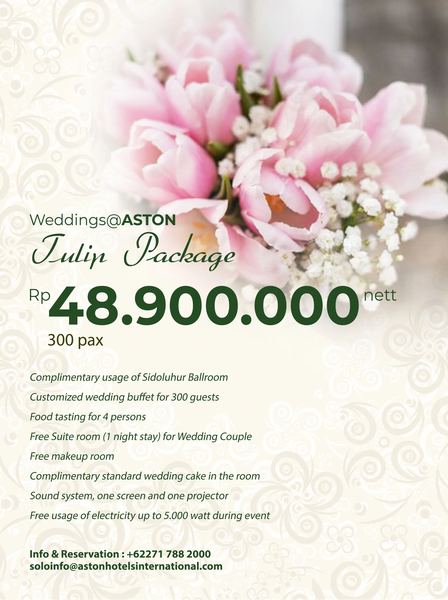 Weddings@ASTON
Tulip Package
Rp48.900.000 nett
300 pax
Complimentary usage of Sidoluhur Ballroom
Customized wedding buffet for 300 guests
Food tasting for 4 persons
Free Suite room (1 night stay) for Wedding Couple
Free makeup room
Complimentary standard wedding cake in the room
Sound system, one screen and one projector
Free usage of electricity up to 5.000 watt during event
Info & Reservation : +62271 788 2000
soloinfo@astonhotelsinternational.com